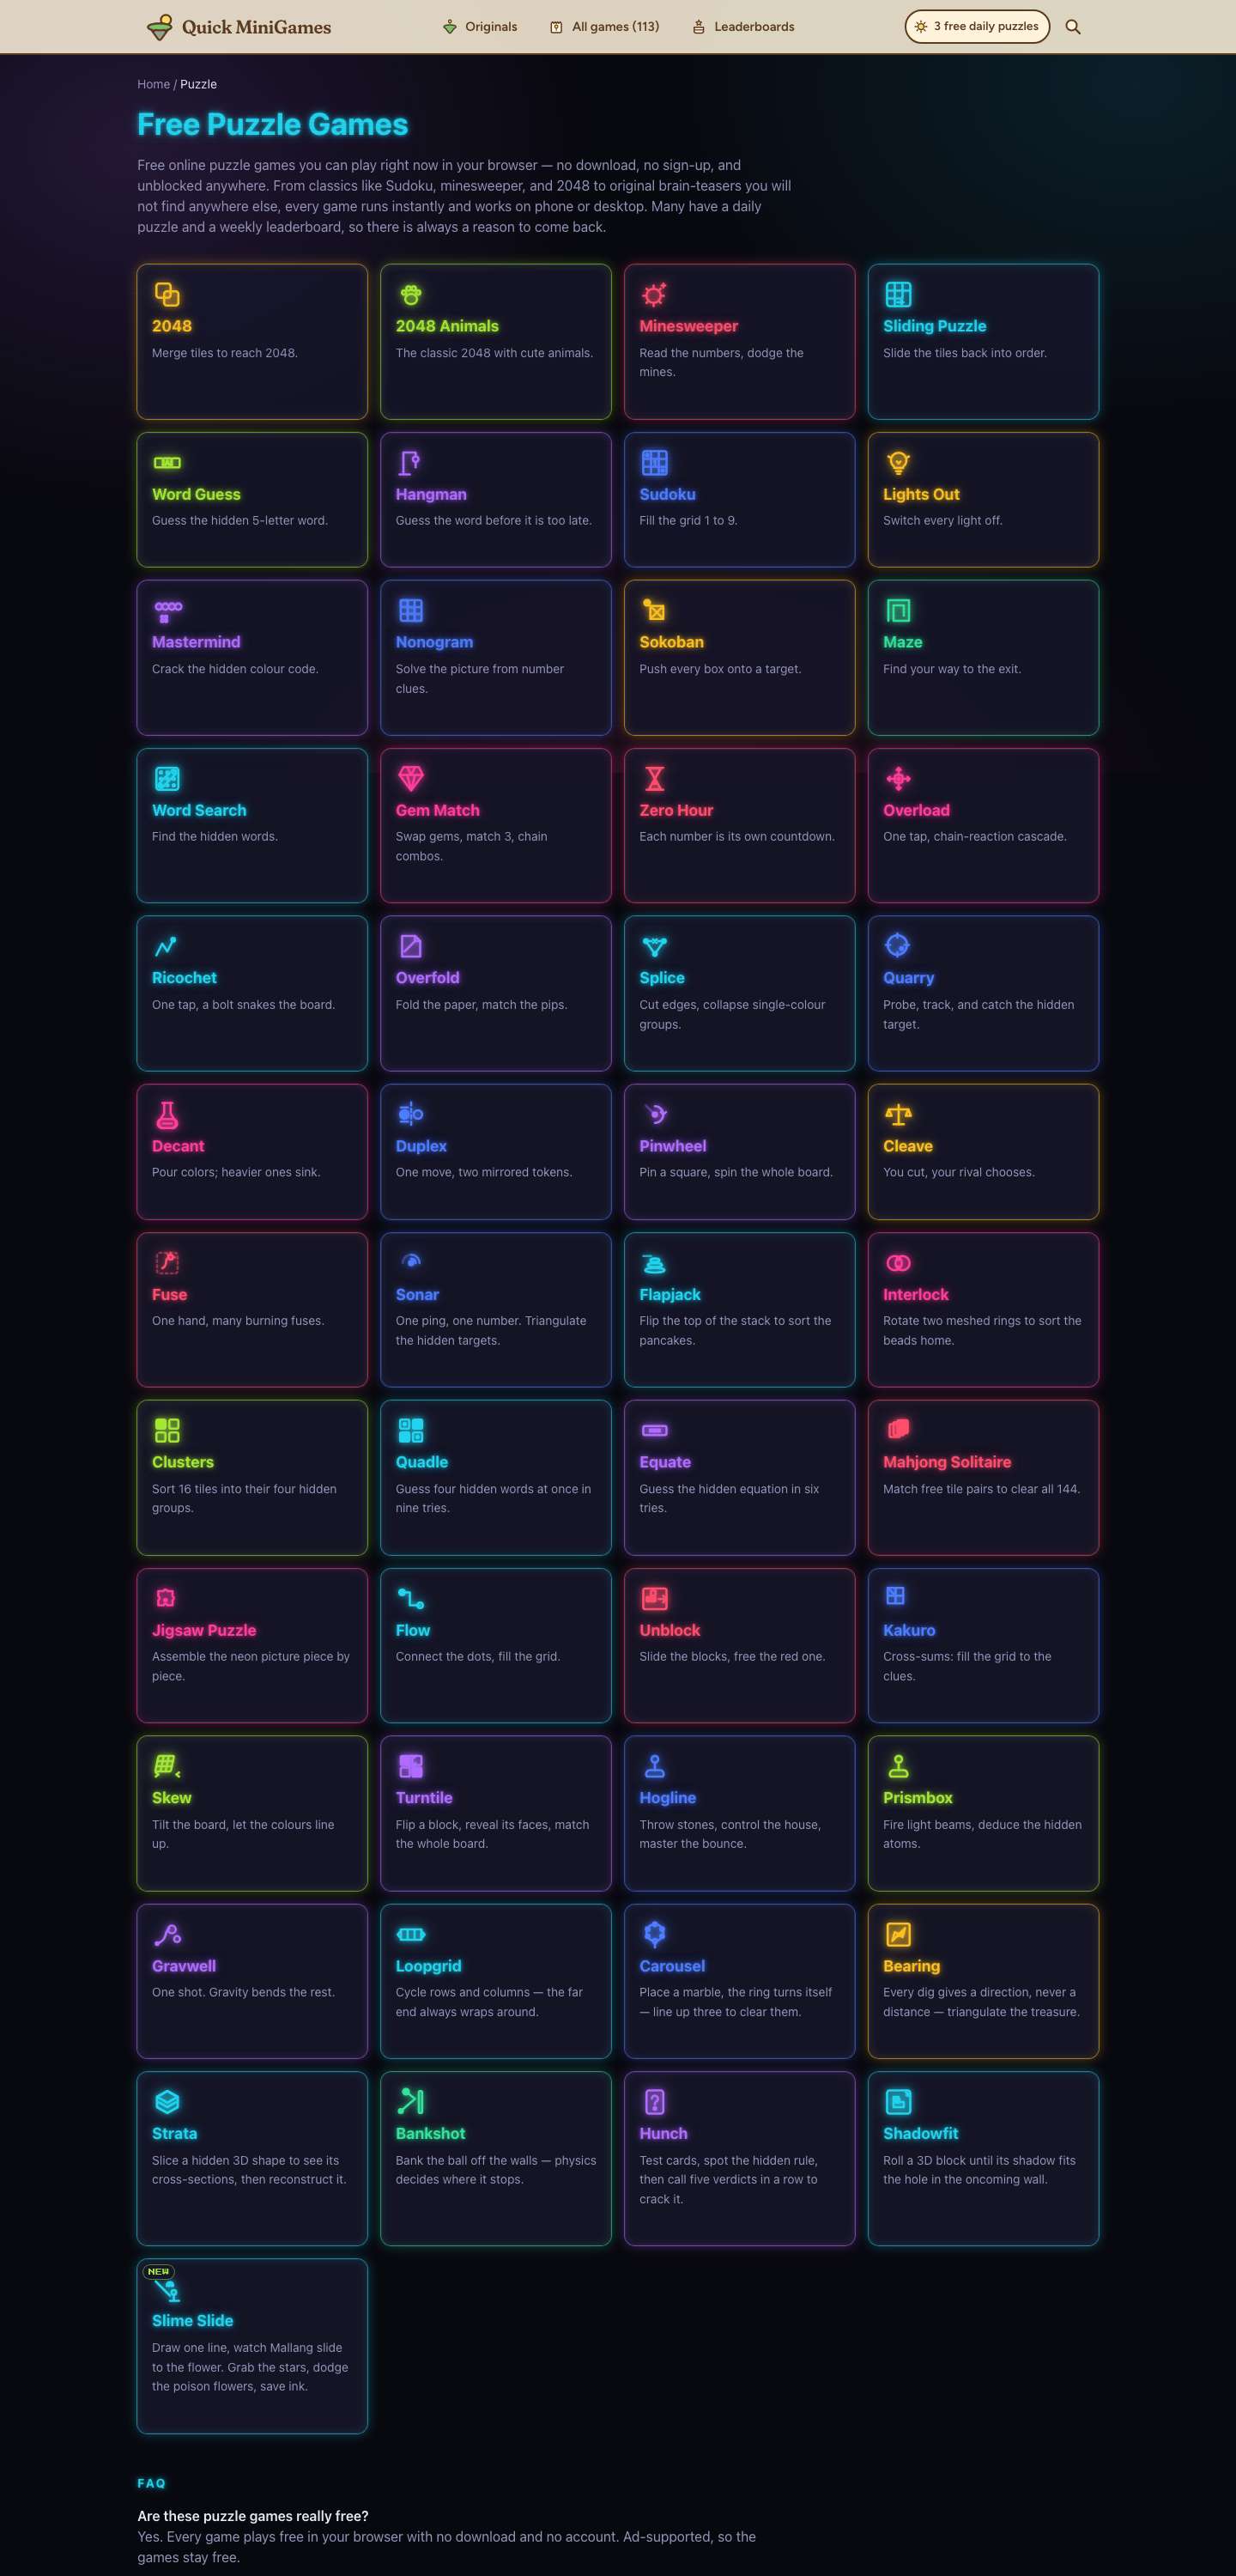 Quick MiniGames
Originals
All games (113)
Leaderboards
3 free daily puzzles
Home / Puzzle
Free Puzzle Games
Free online puzzle games you can play right now in your browser — no download, no sign-up, and
unblocked anywhere. From classics like Sudoku, minesweeper, and 2048 to original brain-teasers you will
not find anywhere else, every game runs instantly and works on phone or desktop. Many have a daily
puzzle and a weekly leaderboard, so there is always a reason to come back.
2048
Merge tiles to reach 2048.
2048 Animals
The classic 2048 with cute animals.
Minesweeper
Read the numbers, dodge the
mines.
Sliding Puzzle
Slide the tiles back into order.
Word Guess
Guess the hidden 5-letter word.
Hangman
Guess the word before it is too late.
Sudoku
Fill the grid 1 to 9.
Lights Out
Switch every light off.
Mastermind
Crack the hidden colour code.
Nonogram
Solve the picture from number
clues.
Sokoban
Push every box onto a target.
Maze
Find your way to the exit.
Word Search
Find the hidden words.
Gem Match
Swap gems, match 3, chain
combos.
Zero Hour
Each number is its own countdown.
Overload
One tap, chain-reaction cascade.
Ricochet
One tap, a bolt snakes the board.
Overfold
Fold the paper, match the pips.
Splice
Cut edges, collapse single-colour
groups.
Quarry
Probe, track, and catch the hidden
target.
Decant
Pour colors; heavier ones sink.
Duplex
One move, two mirrored tokens.
Pinwheel
Pin a square, spin the whole board.
Cleave
You cut, your rival chooses.
Fuse
One hand, many burning fuses.
Sonar
One ping, one number. Triangulate
the hidden targets.
Flapjack
Flip the top of the stack to sort the
pancakes.
Interlock
Rotate two meshed rings to sort the
beads home.
Clusters
Sort 16 tiles into their four hidden
groups.
Quadle
Guess four hidden words at once in
nine tries.
Equate
Guess the hidden equation in six
tries.
Mahjong Solitaire
Match free tile pairs to clear all 144.
Jigsaw Puzzle
Assemble the neon picture piece by
piece.
Flow
Connect the dots, fill the grid.
Unblock
Slide the blocks, free the red one.
Kakuro
Cross-sums: fill the grid to the
clues.
Skew
Tilt the board, let the colours line
up.
Turntile
Flip a block, reveal its faces, match
the whole board.
Hogline
Throw stones, control the house,
master the bounce.
Prismbox
Fire light beams, deduce the hidden
atoms.
Gravwell
One shot. Gravity bends the rest.
Loopgrid
Cycle rows and columns — the far
end always wraps around.
Carousel
Place a marble, the ring turns itself
— line up three to clear them.
Bearing
Every dig gives a direction, never a
distance — triangulate the treasure.
Strata
Slice a hidden 3D shape to see its
cross-sections, then reconstruct it.
Bankshot
Bank the ball off the walls — physics
decides where it stops.
Hunch
Test cards, spot the hidden rule,
then call five verdicts in a row to
crack it.
Shadowfit
Roll a 3D block until its shadow fits
the hole in the oncoming wall.
NEW
Slime Slide
Draw one line, watch Mallang slide
to the flower. Grab the stars, dodge
the poison flowers, save ink.
FAQ
Are these puzzle games really free?
Yes. Every game plays free in your browser with no download and no account. Ad-supported, so the
games stay free.